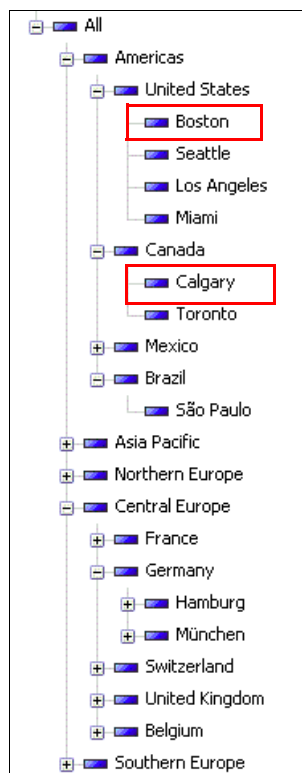 All
Americas
United States
Boston
Seattle
Los Angeles
Miami
Canada
Calgary
Toronto
Mexico
Brazil
São Paulo
Asia Pacific
Northern Europe
Central Europe
France
Germany
Hamburg
München
Switzerland
United Kingdom
Belgium
Southern Europe